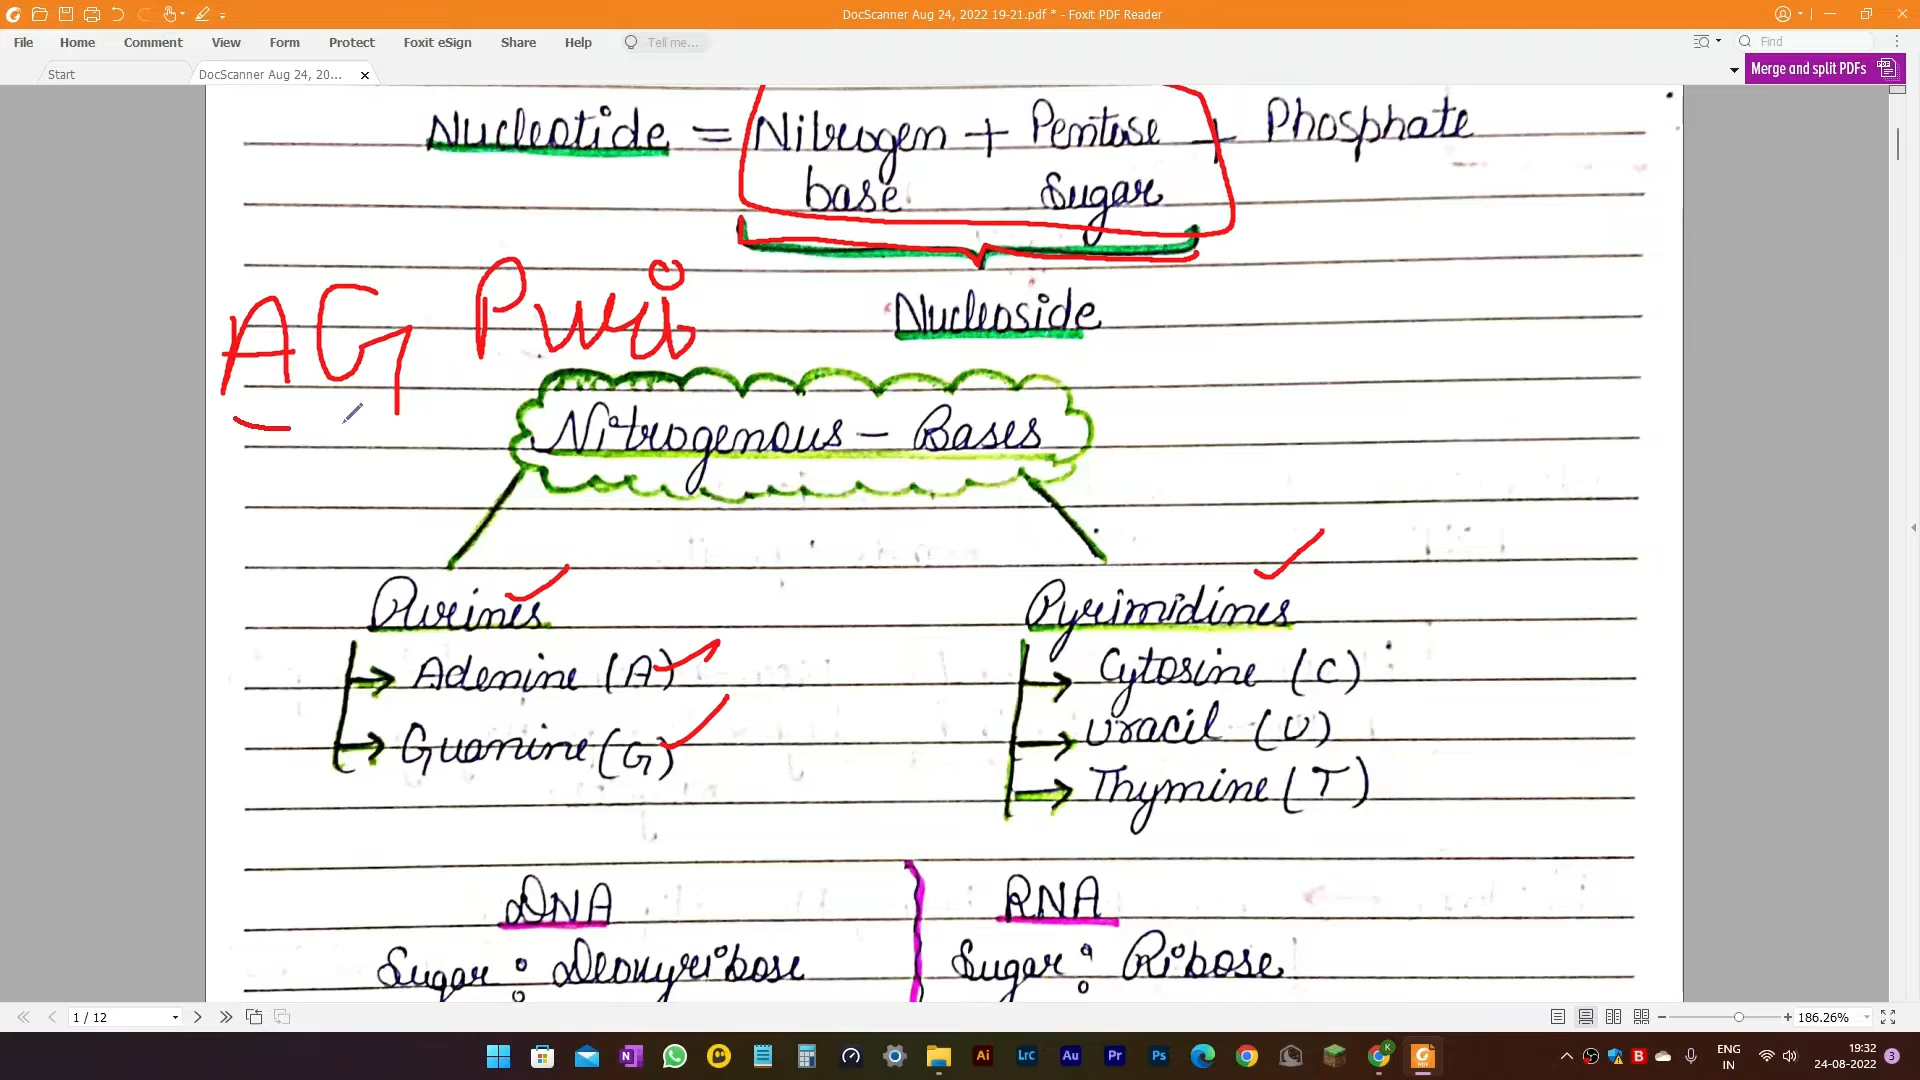 DocScanner Aug 24, 2022 19-21.pdf * - Foxit PDF Reader
File Home Comment View Form Protect Foxit eSign Share Help Tell me... Find
Start DocScanner Aug 24, 20... Merge and split PDFs
Nucleotide = Nitrogen + Pentose + Phosphate
base Sugar
AG Puri
Nucleoside
Nitrogenous - Bases
Purines Pyrimidines
Adenine (A) Cytosine (C)
Guanine (G) Uracil (U)
Thymine (T)
DNA RNA
Sugar : Deoxyribose Sugar : Ribose
1 / 12 186.26%
ENG 19:32
IN 24-08-2022 3